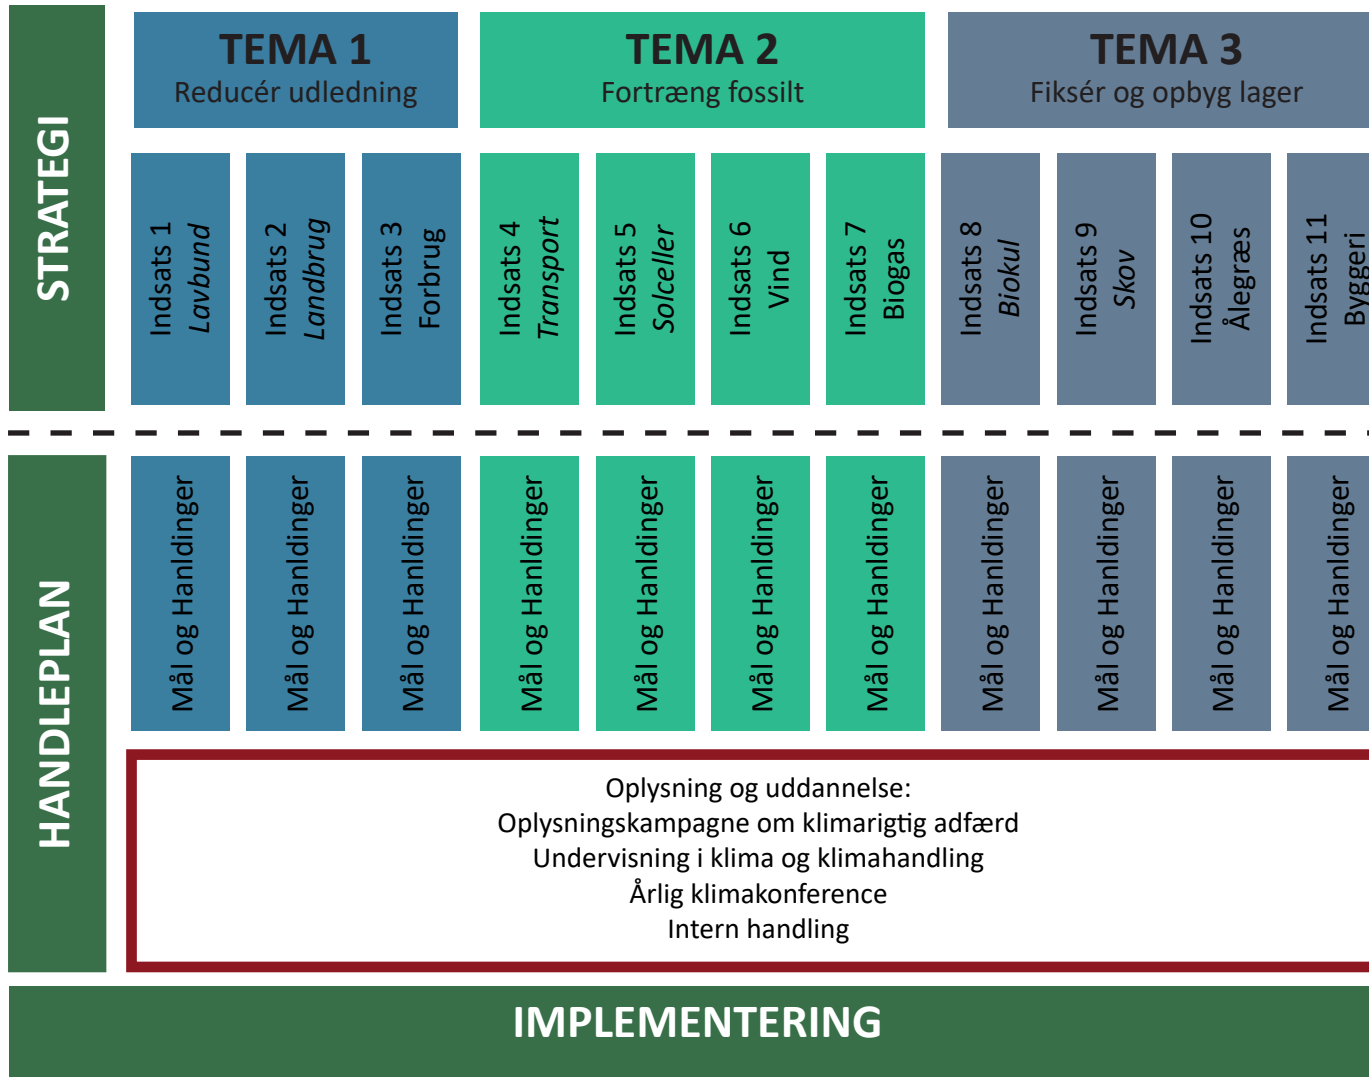 STRATEGI
TEMA 1
Reducér udledning
TEMA 2
Fortræng fossilt
TEMA 3
Fiksér og opbyg lager
Indsats 1
Lavbund
Indsats 2
Landbrug
Indsats 3
Forbrug
Indsats 4
Transport
Indsats 5
Solceller
Indsats 6
Vind
Indsats 7
Biogas
Indsats 8
Biokul
Indsats 9
Skov
Indsats 10
Ålegræs
Indsats 11
Byggeri
HANDLEPLAN
Mål og Hanldinger
Mål og Hanldinger
Mål og Hanldinger
Mål og Hanldinger
Mål og Hanldinger
Mål og Hanldinger
Mål og Hanldinger
Mål og Hanldinger
Mål og Hanldinger
Mål og Hanldinger
Mål og Hanldinger
Oplysning og uddannelse:
Oplysningskampagne om klimarigtig adfærd
Undervisning i klima og klimahandling
Årlig klimakonference
Intern handling
IMPLEMENTERING